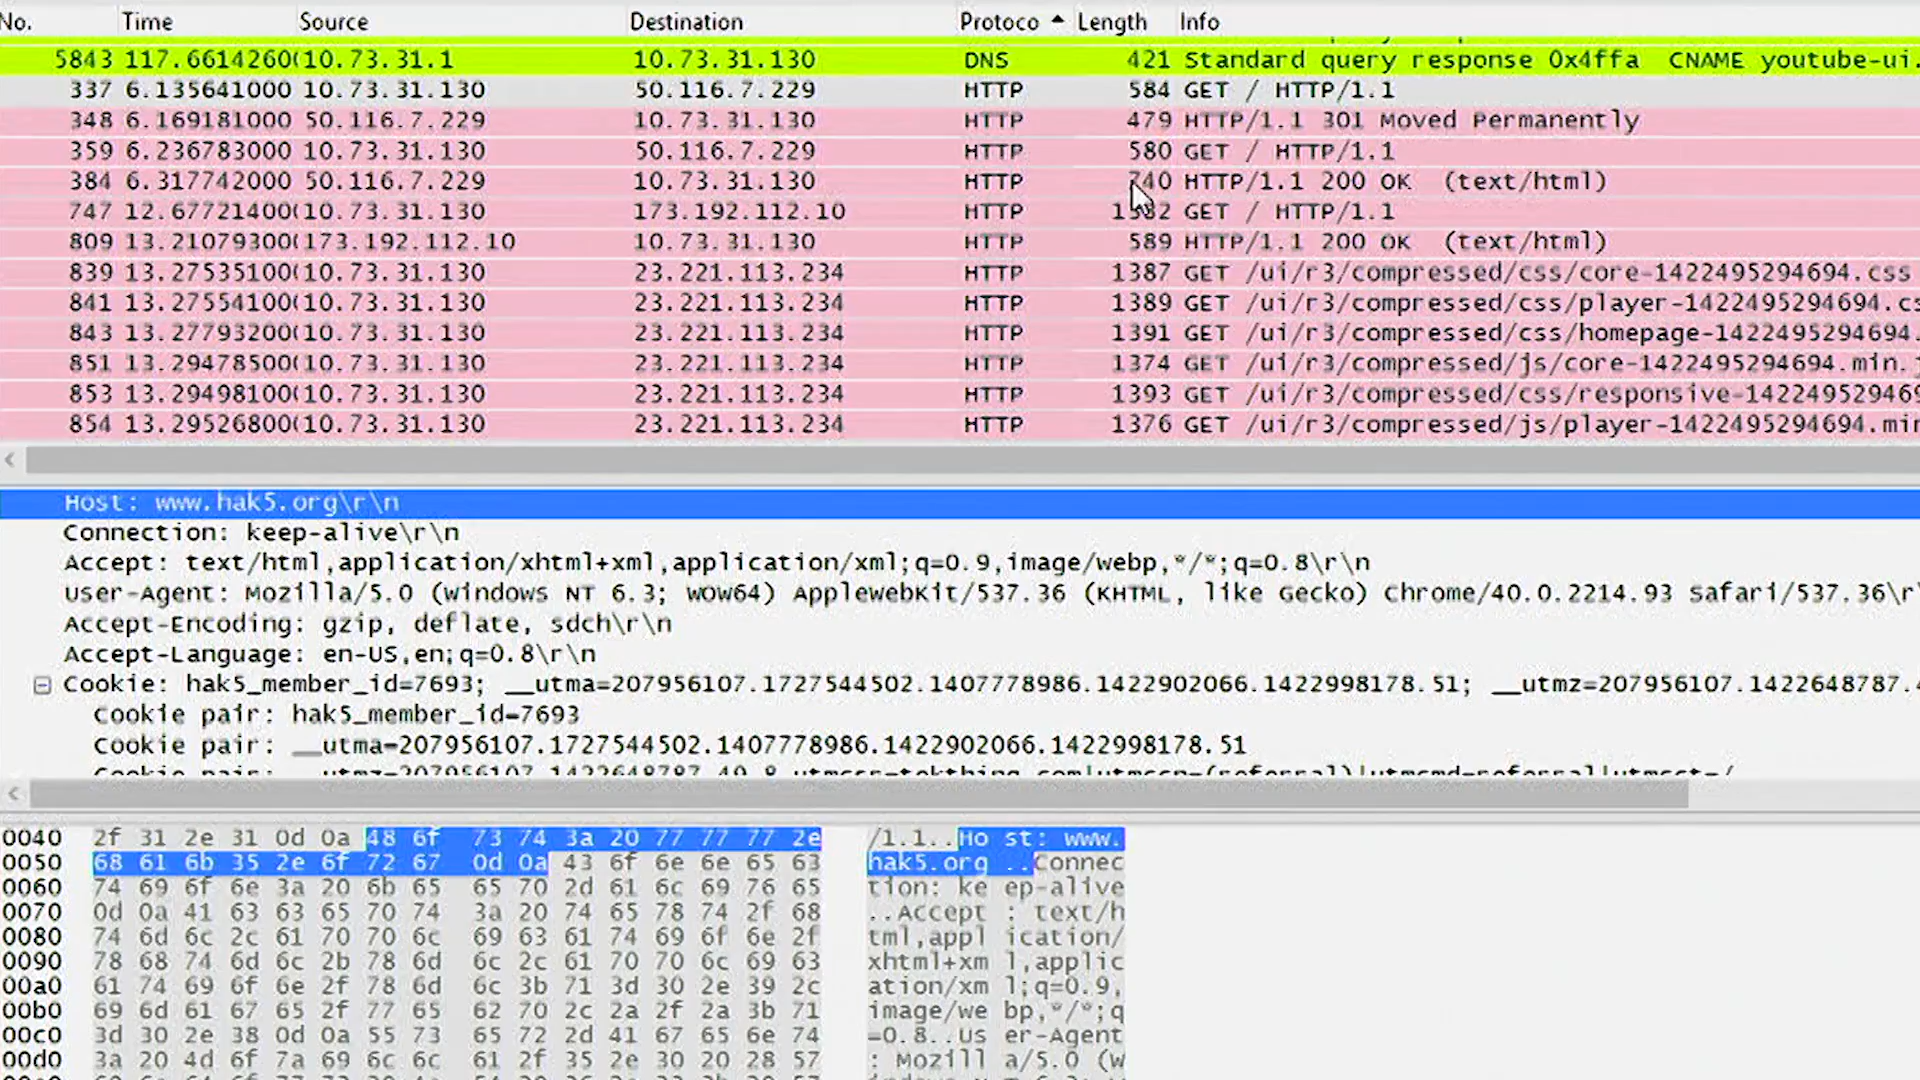 No. Time Source Destination Protoco Length Info
5843 117.66142600( 10.73.31.1 10.73.31.130 DNS 421 Standard query response 0x4ffa CNAME youtube-ui.
337 6.135641000 10.73.31.130 50.116.7.229 HTTP 584 GET / HTTP/1.1
348 6.169181000 50.116.7.229 10.73.31.130 HTTP 479 HTTP/1.1 301 Moved Permanently
359 6.236783000 10.73.31.130 50.116.7.229 HTTP 580 GET / HTTP/1.1
384 6.317742000 50.116.7.229 10.73.31.130 HTTP 740 HTTP/1.1 200 OK (text/html)
747 12.67721400( 10.73.31.130 173.192.112.10 HTTP GET / HTTP/1.1
809 13.21079300( 173.192.112.10 10.73.31.130 HTTP 589 HTTP/1.1 200 OK (text/html)
839 13.27535100( 10.73.31.130 23.221.113.234 HTTP 1387 GET /ui/r3/compressed/css/core-1422495294694.css
841 13.27554100( 10.73.31.130 23.221.113.234 HTTP 1389 GET /ui/r3/compressed/css/player-1422495294694.cs
843 13.27793200( 10.73.31.130 23.221.113.234 HTTP 1391 GET /ui/r3/compressed/css/homepage-1422495294694.
851 13.29478500( 10.73.31.130 23.221.113.234 HTTP 1374 GET /ui/r3/compressed/js/core-1422495294694.min.j
853 13.29498100( 10.73.31.130 23.221.113.234 HTTP 1393 GET /ui/r3/compressed/css/responsive-142249529469
854 13.29526800( 10.73.31.130 23.221.113.234 HTTP 1376 GET /ui/r3/compressed/js/player-1422495294694.min
Host: www.hak5.org\r\n
Connection: keep-alive\r\n
Accept: text/html,application/xhtml+xml,application/xml;q=0.9,image/webp,*/*;q=0.8\r\n
User-Agent: Mozilla/5.0 (Windows NT 6.3; WOW64) AppleWebKit/537.36 (KHTML, like Gecko) Chrome/40.0.2214.93 Safari/537.36\r
Accept-Encoding: gzip, deflate, sdch\r\n
Accept-Language: en-US,en;q=0.8\r\n
Cookie: hak5_member_id=7693; __utma=207956107.1727544502.1407778986.1422902066.1422998178.51; __utmz=207956107.1422648787.4
Cookie pair: hak5_member_id=7693
Cookie pair: __utma=207956107.1727544502.1407778986.1422902066.1422998178.51
Cookie pair: __utmz=207956107.1422648787.49.8.utmcsr=tekthing.com|utmccn=(referral)|utmcmd=referral|utmcct=/
0040 2f 31 2e 31 0d 0a 48 6f 73 74 3a 20 77 77 77 2e /1.1..Ho st: www.
0050 68 61 6b 35 2e 6f 72 67 0d 0a 43 6f 6e 6e 65 63 hak5.org ..Connec
0060 74 69 6f 6e 3a 20 6b 65 65 70 2d 61 6c 69 76 65 tion: ke ep-alive
0070 0d 0a 41 63 63 65 70 74 3a 20 74 65 78 74 2f 68 ..Accept : text/h
0080 74 6d 6c 2c 61 70 70 6c 69 63 61 74 69 6f 6e 2f tml,appl ication/
0090 78 68 74 6d 6c 2b 78 6d 6c 2c 61 70 70 6c 69 63 xhtml+xm l,applic
00a0 61 74 69 6f 6e 2f 78 6d 6c 3b 71 3d 30 2e 39 2c ation/xm l;q=0.9,
00b0 69 6d 61 67 65 2f 77 65 62 70 2c 2a 2f 2a 3b 71 image/we bp,*/*;q
00c0 3d 30 2e 38 0d 0a 55 73 65 72 2d 41 67 65 6e 74 =0.8..Us er-Agent
00d0 3a 20 4d 6f 7a 69 6c 6c 61 2f 35 2e 30 20 28 57 : Mozill a/5.0 (W